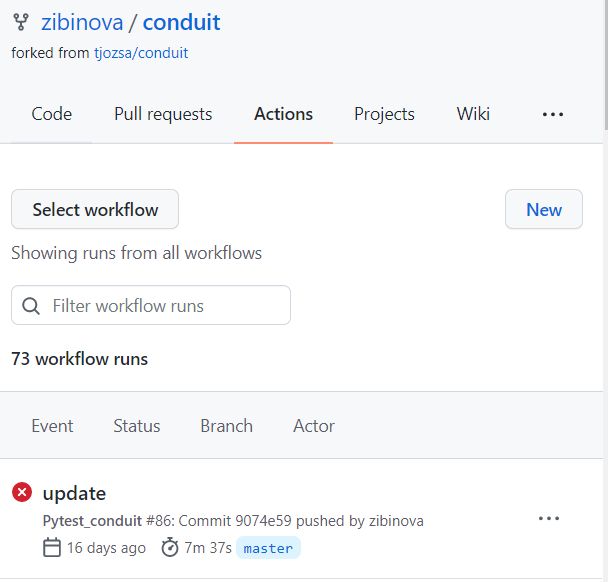 zibinova / conduit
forked from tjozsa/conduit
Code Pull requests Actions Projects Wiki ...
Select workflow New
Showing runs from all workflows
Filter workflow runs
73 workflow runs
Event Status Branch Actor
update
Pytest_conduit #86: Commit 9074e59 pushed by zibinova
16 days ago 7m 37s master